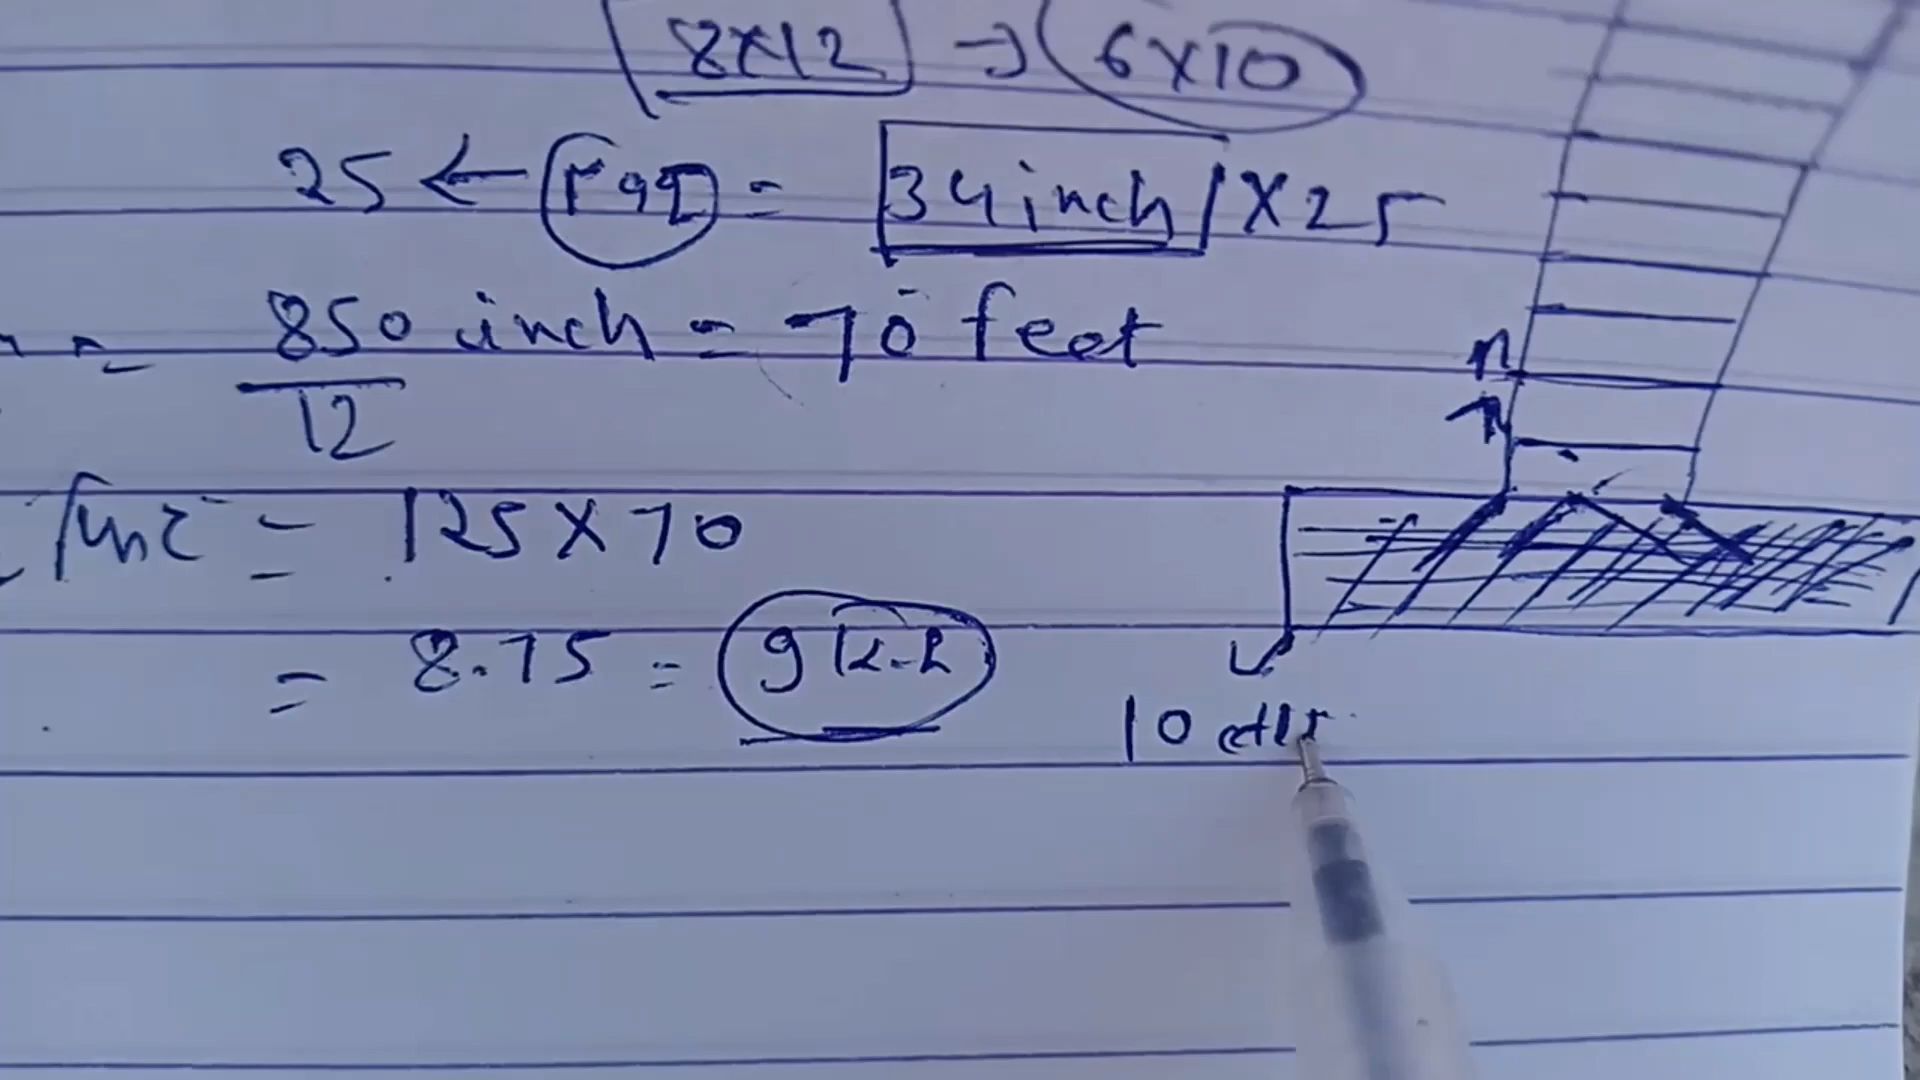 8x12 → 6x10
25 ← = 34 inch x 25
= 850 inch = 70 feet
12
= 125 x 70
= 8.75 = 9
10